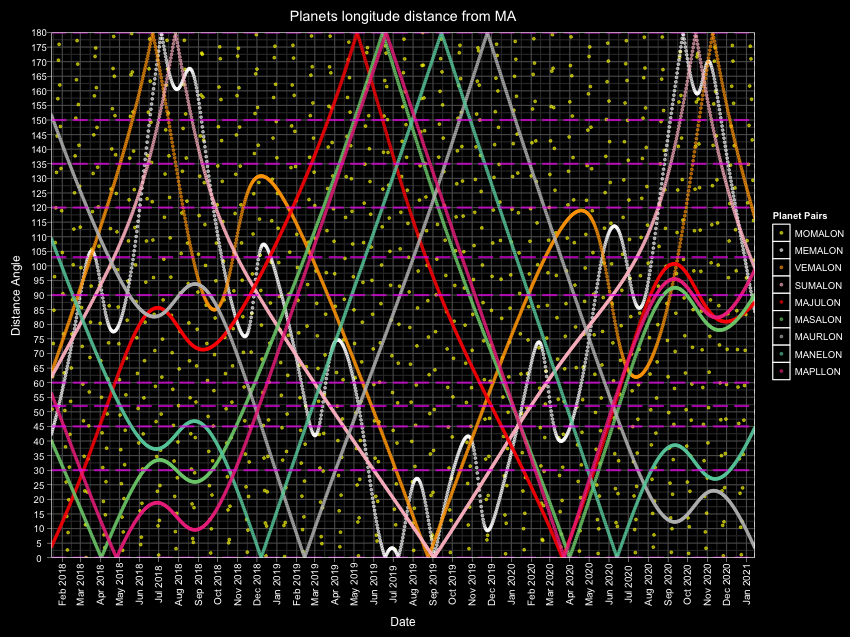 Planets longitude distance from MA
Distance Angle
180
175
170
165
160
155
150
145
140
135
130
125
120
115
110
105
100
95
90
85
80
75
70
65
60
55
50
45
40
35
30
25
20
15
10
5
0
Feb 2018
Mar 2018
Apr 2018
May 2018
Jun 2018
Jul 2018
Aug 2018
Sep 2018
Oct 2018
Nov 2018
Dec 2018
Jan 2019
Feb 2019
Mar 2019
Apr 2019
May 2019
Jun 2019
Jul 2019
Aug 2019
Sep 2019
Oct 2019
Nov 2019
Dec 2019
Jan 2020
Feb 2020
Mar 2020
Apr 2020
May 2020
Jun 2020
Jul 2020
Aug 2020
Sep 2020
Oct 2020
Nov 2020
Dec 2020
Jan 2021
Date
Planet Pairs
MOMALON
MEMALON
VEMALON
SUMALON
MAJULON
MASALON
MAURLON
MANELON
MAPLLON